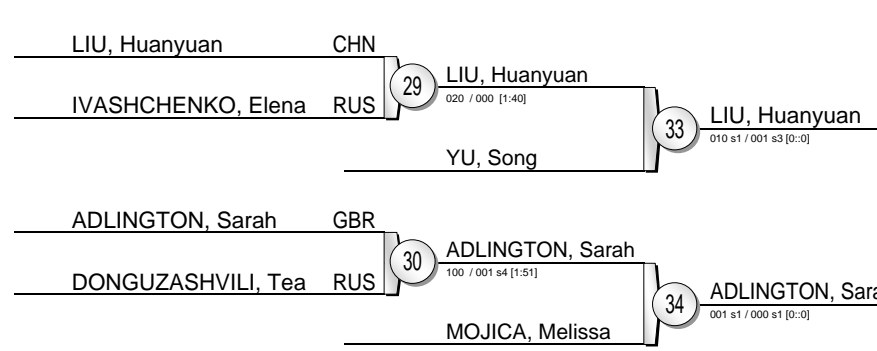 LIU, Huanyuan CHN
29
LIU, Huanyuan
020 / 000 [1:40]
IVASHCHENKO, Elena RUS
33
LIU, Huanyuan
010 s1 / 001 s3 [0::0]
YU, Song
ADLINGTON, Sarah GBR
30
ADLINGTON, Sarah
100 / 001 s4 [1:51]
DONGUZASHVILI, Tea RUS
34
ADLINGTON, Sara
001 s1 / 000 s1 [0::0]
MOJICA, Melissa